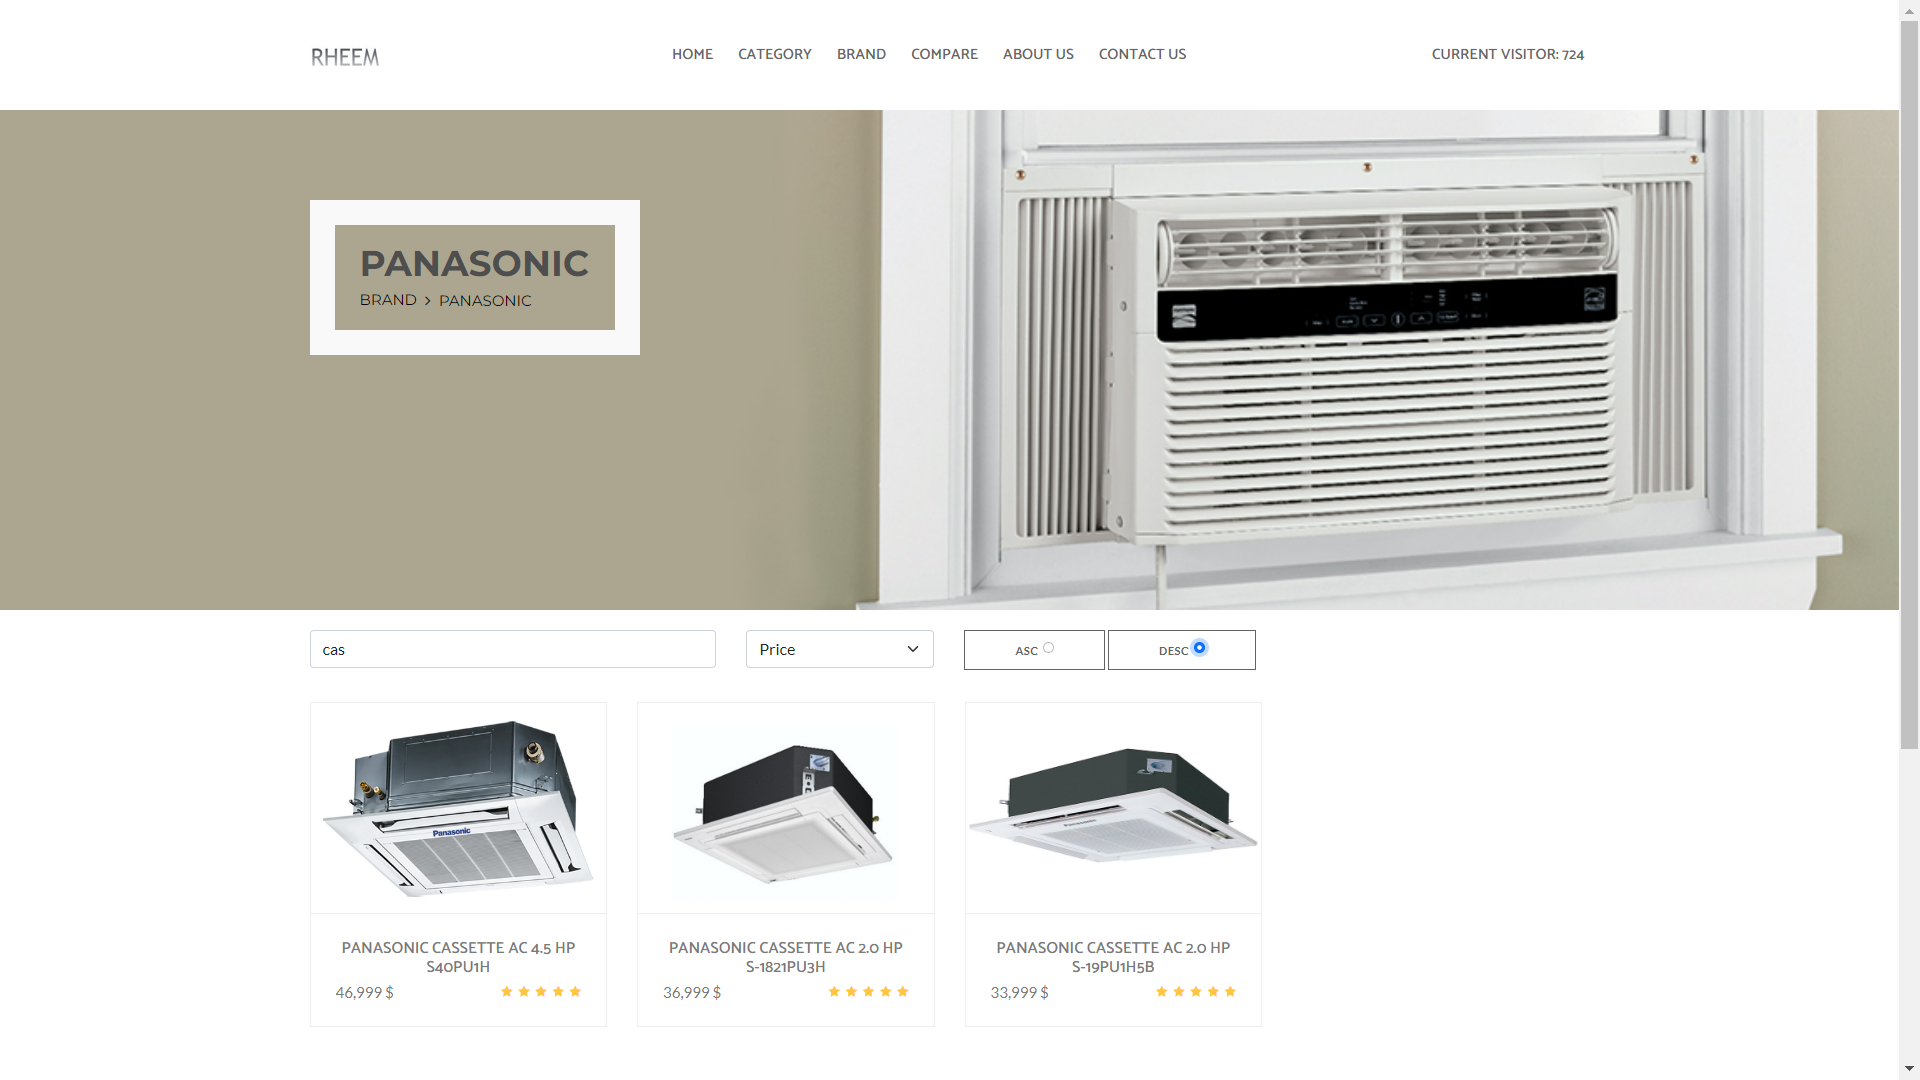 RHEEM
HOME CATEGORY BRAND COMPARE ABOUT US CONTACT US
CURRENT VISITOR: 724
PANASONIC
BRAND > PANASONIC
cas
Price
ASC
DESC
Panasonic
PANASONIC CASSETTE AC 4.5 HP
S40PU1H
46,999 $
PANASONIC CASSETTE AC 2.0 HP
S-1821PU3H
36,999 $
PANASONIC CASSETTE AC 2.0 HP
S-19PU1H5B
33,999 $